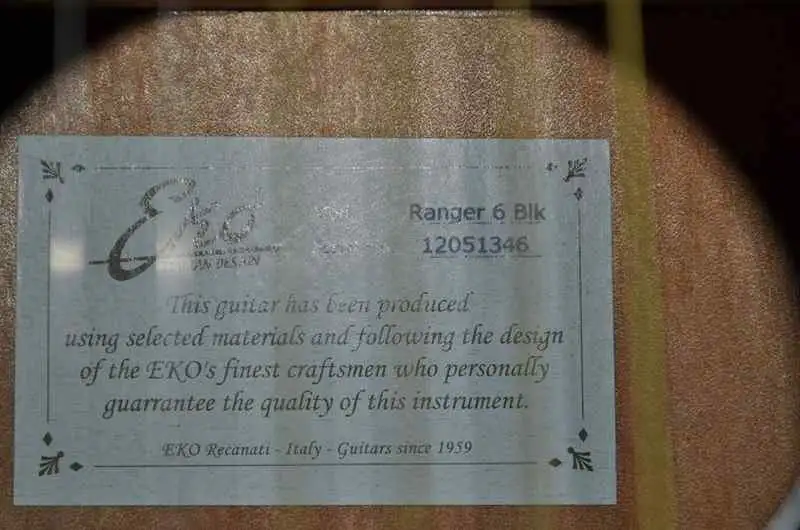 Eko
Ranger 6 Blk
12051346
This guitar has been produced
using selected materials and following the design
of the EKO's finest craftsmen who personally
guarrantee the quality of this instrument.
EKO Recanati - Italy - Guitars since 1959